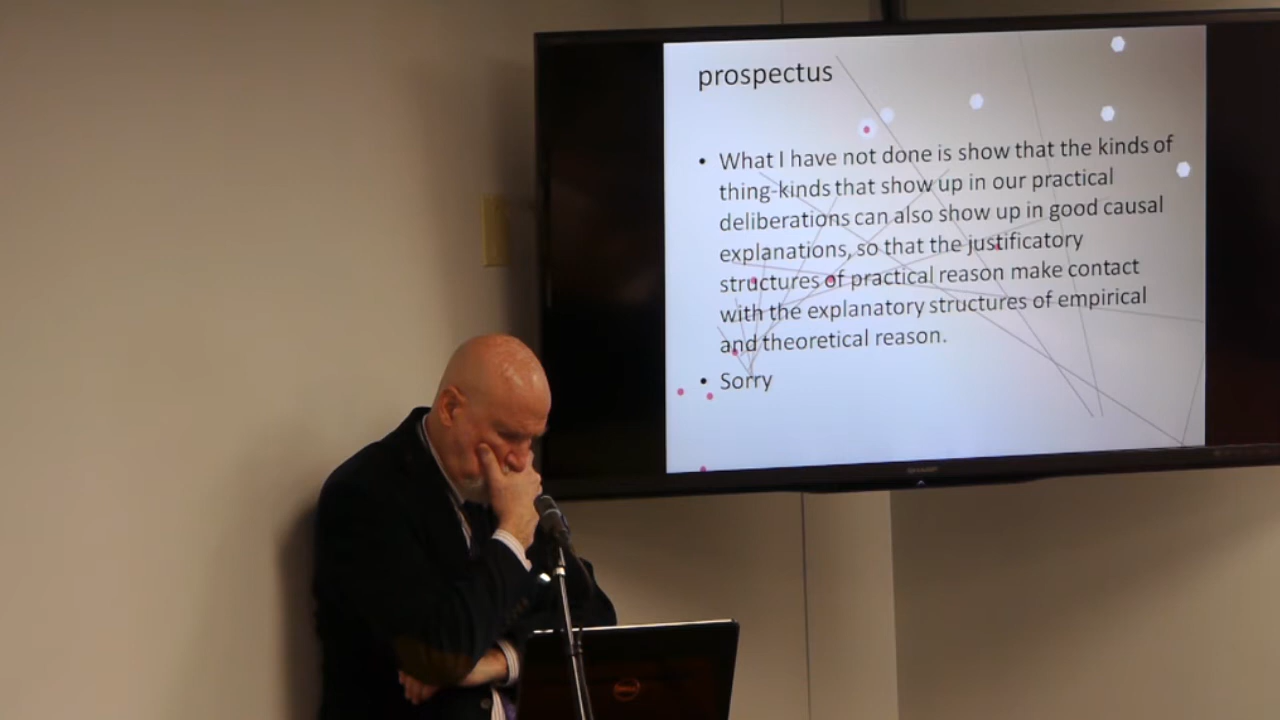 prospectus
• What I have not done is show that the kinds of
thing-kinds that show up in our practical
deliberations can also show up in good causal
explanations, so that the justificatory
structures of practical reason make contact
with the explanatory structures of empirical
and theoretical reason.
• Sorry
SHARP
DELL